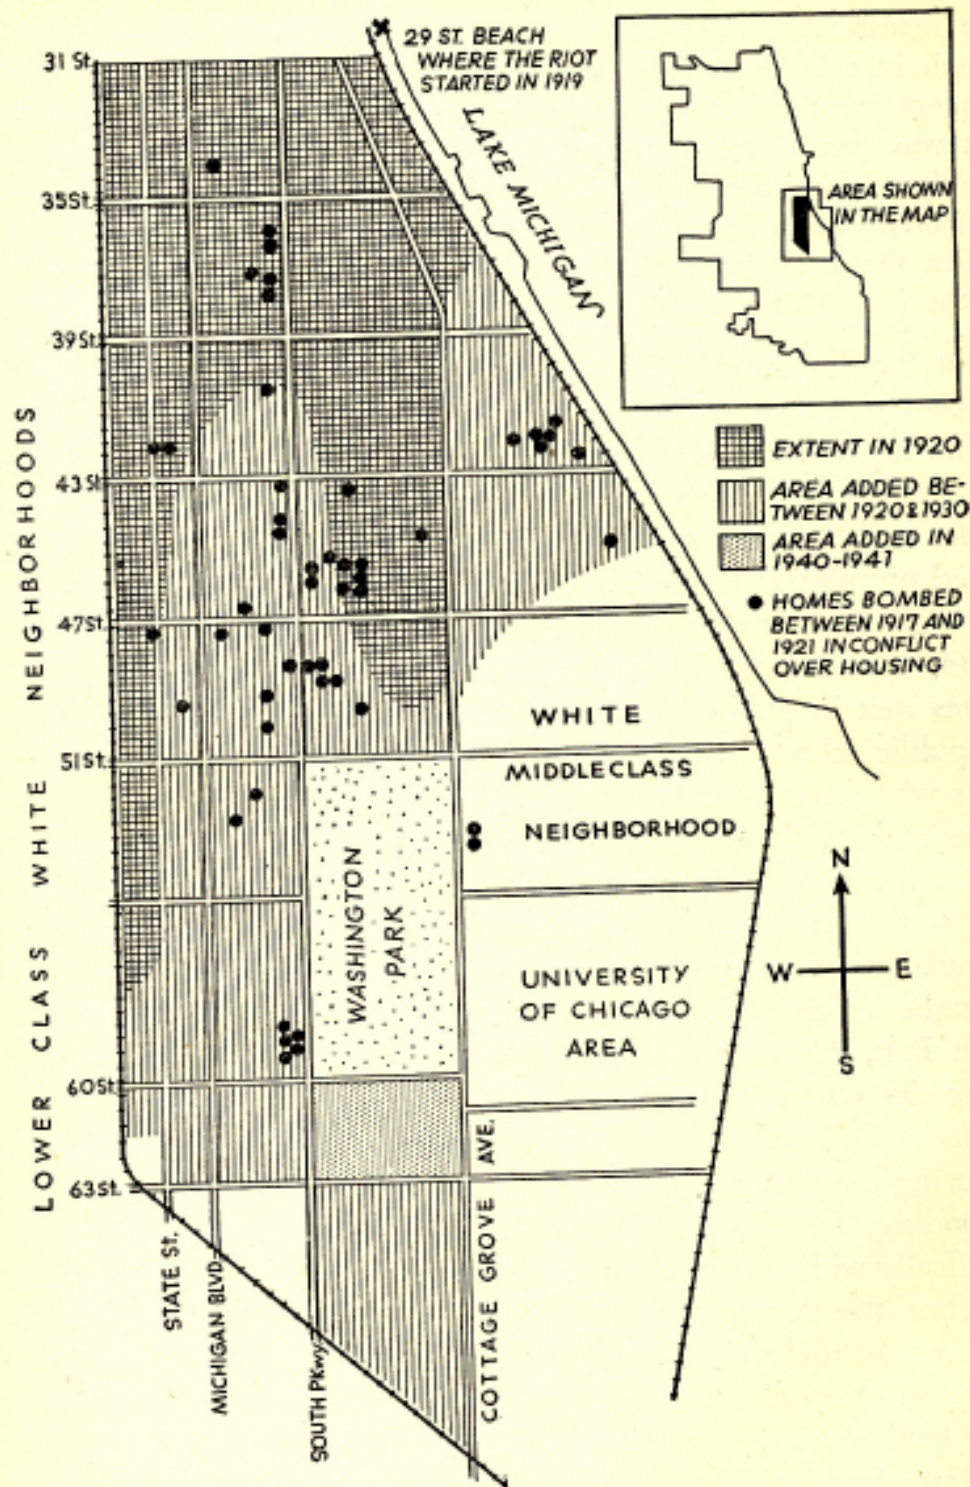 29 ST. BEACH
WHERE THE RIOT
STARTED IN 1919
31 St.
LAKE MICHIGAN
AREA SHOWN
IN THE MAP
35 St.
39 St.
43 St
47 St.
51 St.
60 St.
63 St.
EXTENT IN 1920
AREA ADDED BE-
TWEEN 1920 & 1930
AREA ADDED IN
1940-1941
HOMES BOMBED
BETWEEN 1917 AND
1921 IN CONFLICT
OVER HOUSING
LOWER CLASS WHITE NEIGHBORHOODS
WHITE
MIDDLE CLASS
NEIGHBORHOOD
WASHINGTON
PARK
UNIVERSITY
OF CHICAGO
AREA
N
W E
S
STATE St.
MICHIGAN BLVD.
SOUTH PKwy.
COTTAGE GROVE AVE.